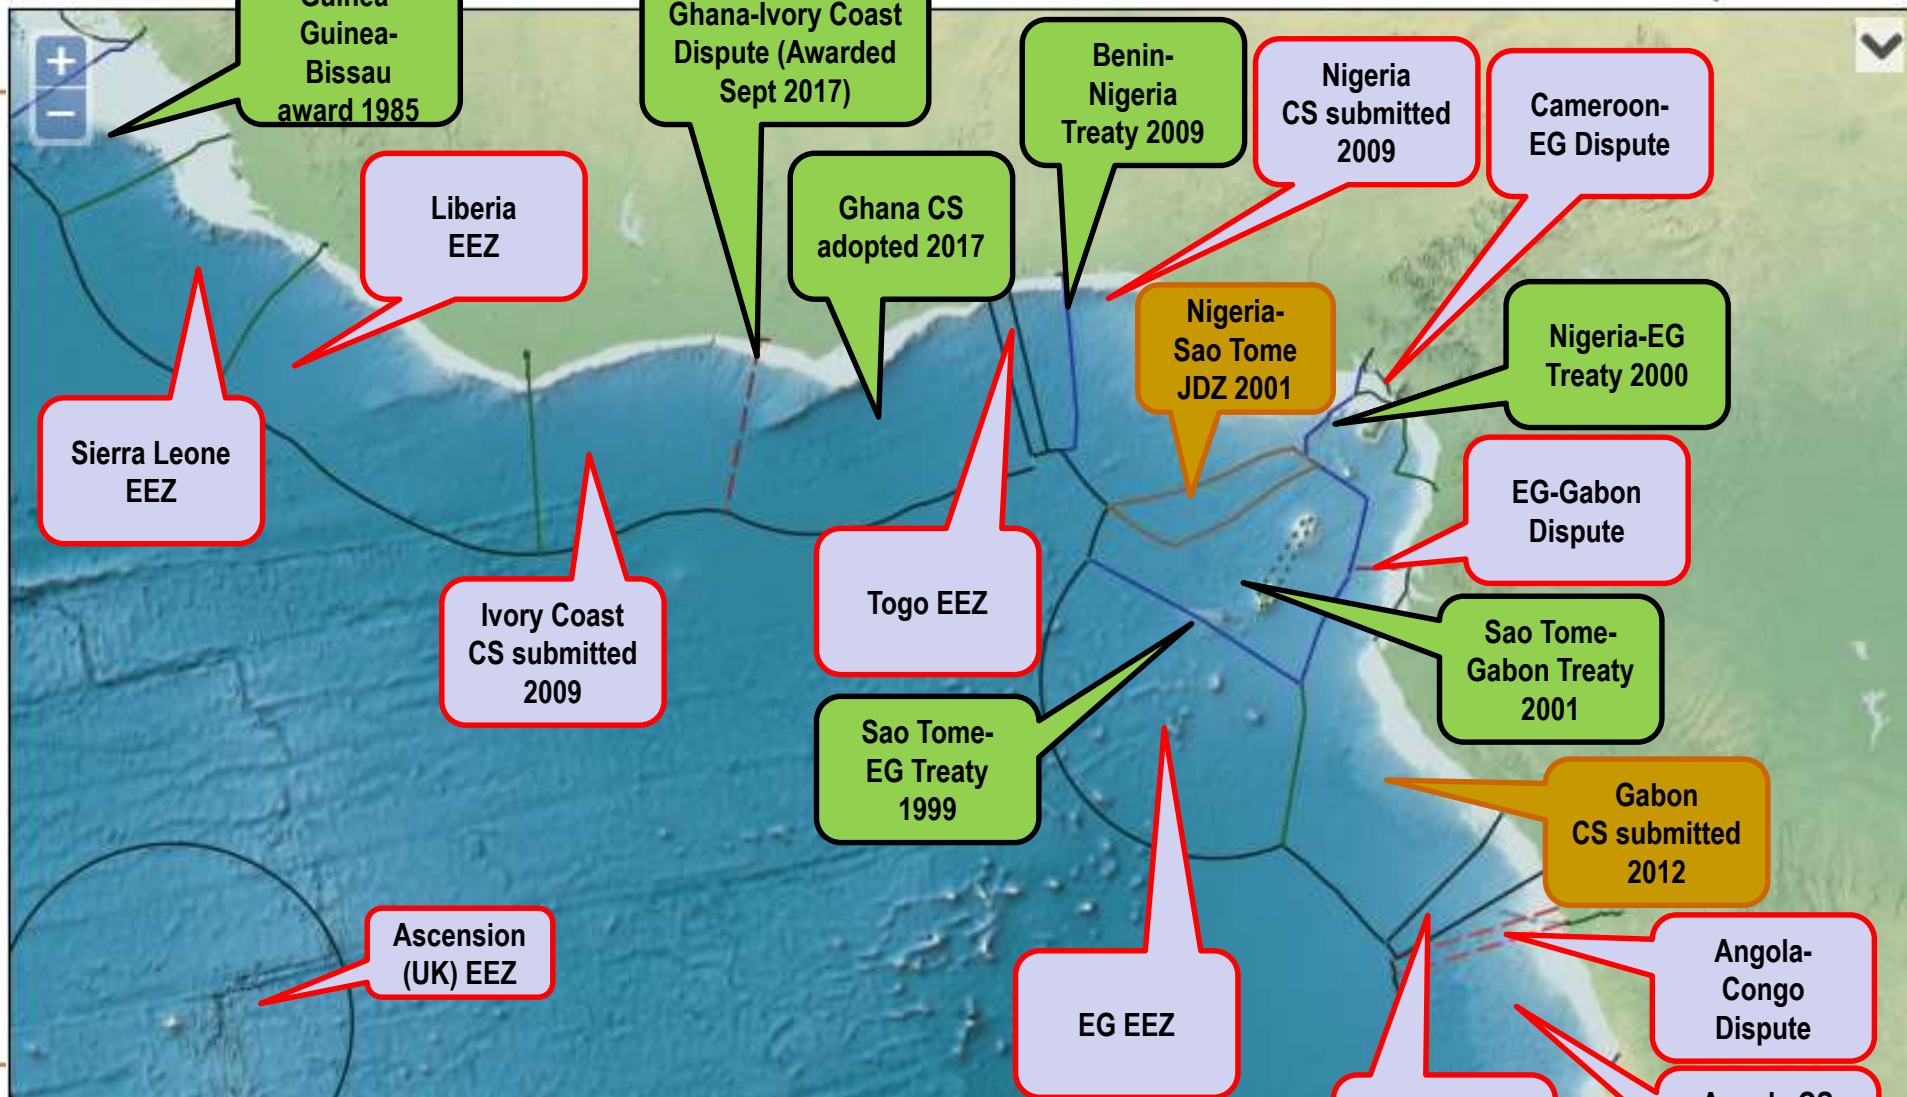 Guinea
Guinea-
Bissau
award 1985
Ghana-Ivory Coast
Dispute (Awarded
Sept 2017)
Benin-
Nigeria
Treaty 2009
Nigeria
CS submitted
2009
Cameroon-
EG Dispute
Liberia
EEZ
Ghana CS
adopted 2017
Nigeria-
Sao Tome
JDZ 2001
Nigeria-EG
Treaty 2000
Sierra Leone
EEZ
EG-Gabon
Dispute
Ivory Coast
CS submitted
2009
Togo EEZ
Sao Tome-
Gabon Treaty
2001
Sao Tome-
EG Treaty
1999
Gabon
CS submitted
2012
Ascension
(UK) EEZ
EG EEZ
Angola-
Congo
Dispute
Angola CS